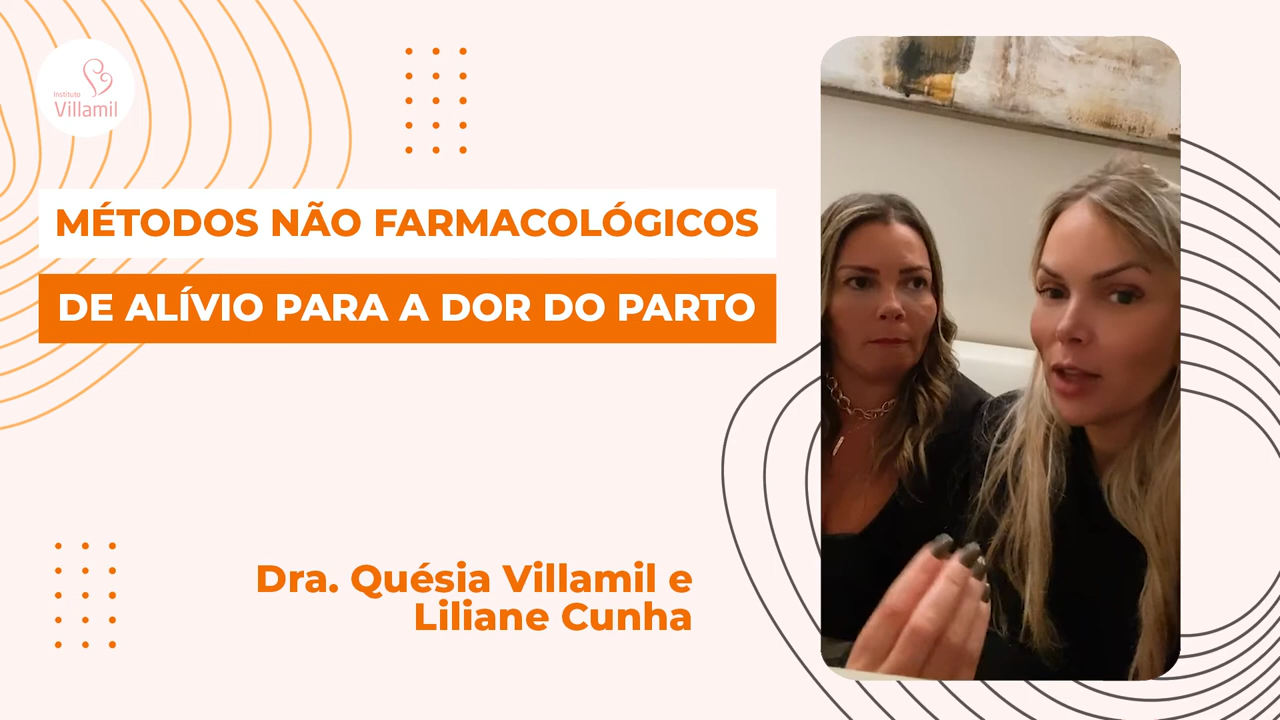 Instituto
Villamil
MÉTODOS NÃO FARMACOLÓGICOS
DE ALÍVIO PARA A DOR DO PARTO
Dra. Quésia Villamil e
Liliane Cunha